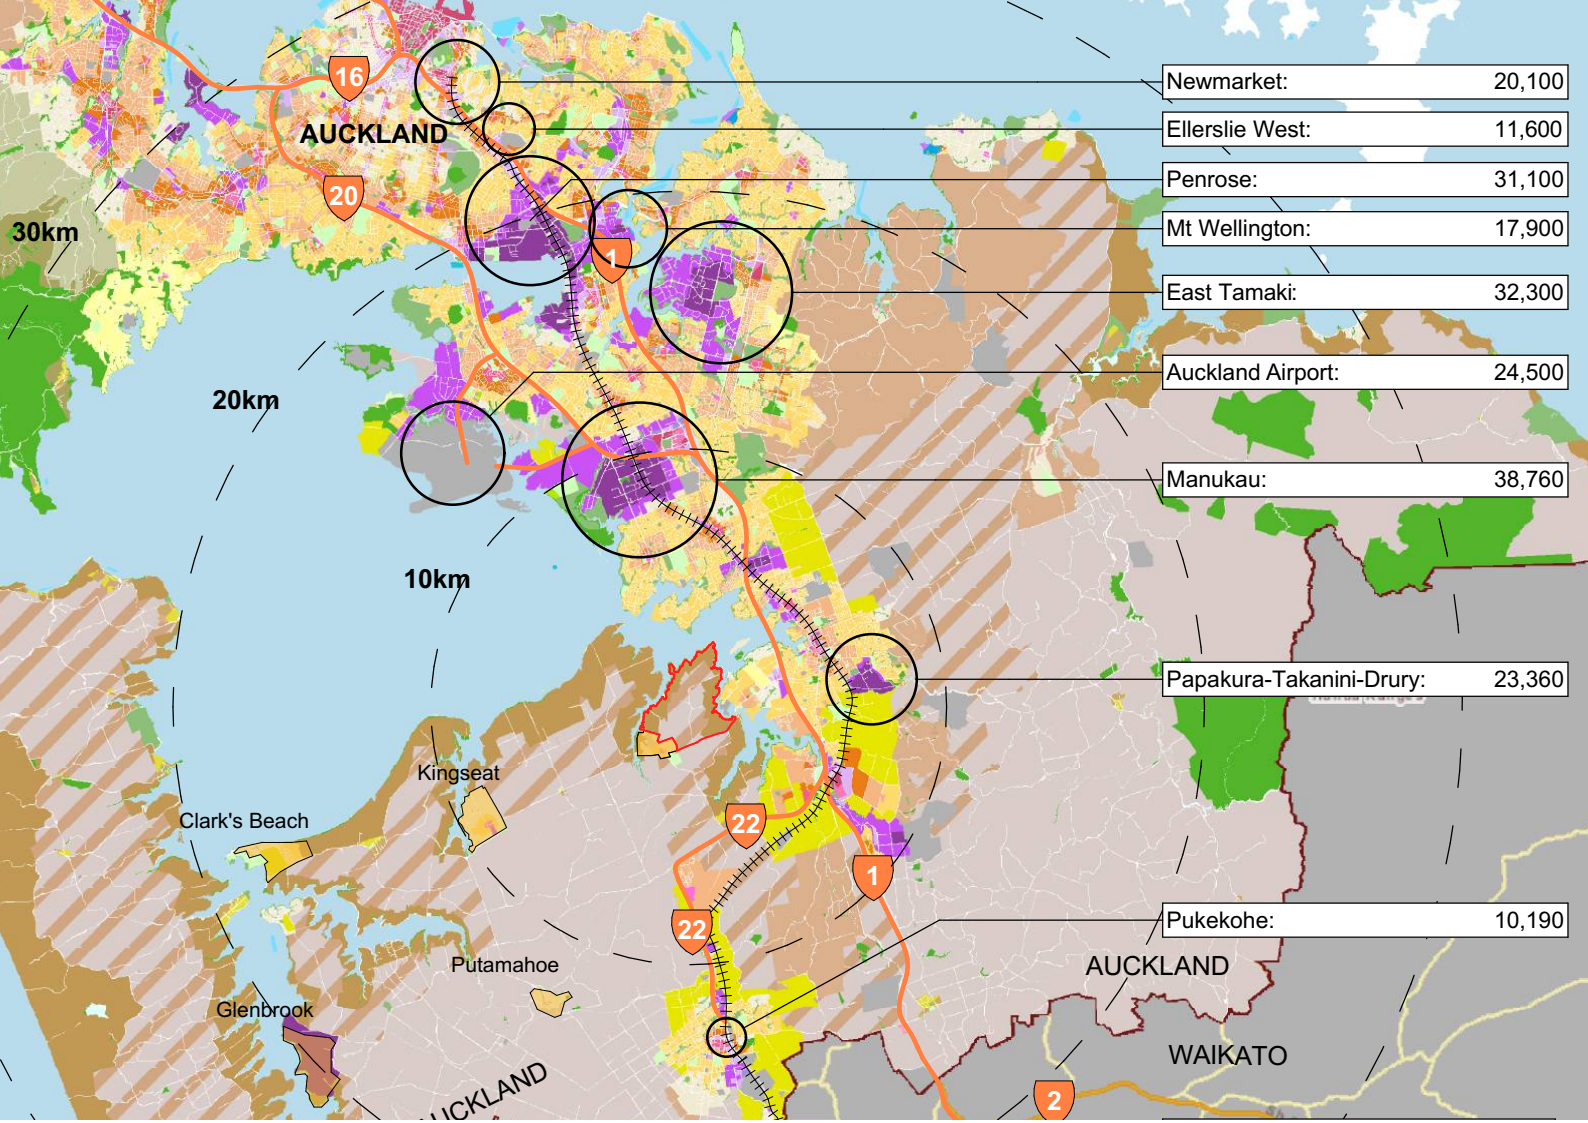 16
Newmarket: 20,100
AUCKLAND
Ellerslie West: 11,600
20
Penrose: 31,100
30km
Mt Wellington: 17,900
1
East Tamaki: 32,300
20km
Auckland Airport: 24,500
Manukau: 38,760
10km
Papakura-Takanini-Drury: 23,360
Kingseat
Clark's Beach
22
1
22
Pukekohe: 10,190
Putamahoe
AUCKLAND
Glenbrook
WAIKATO
AUCKLAND
2